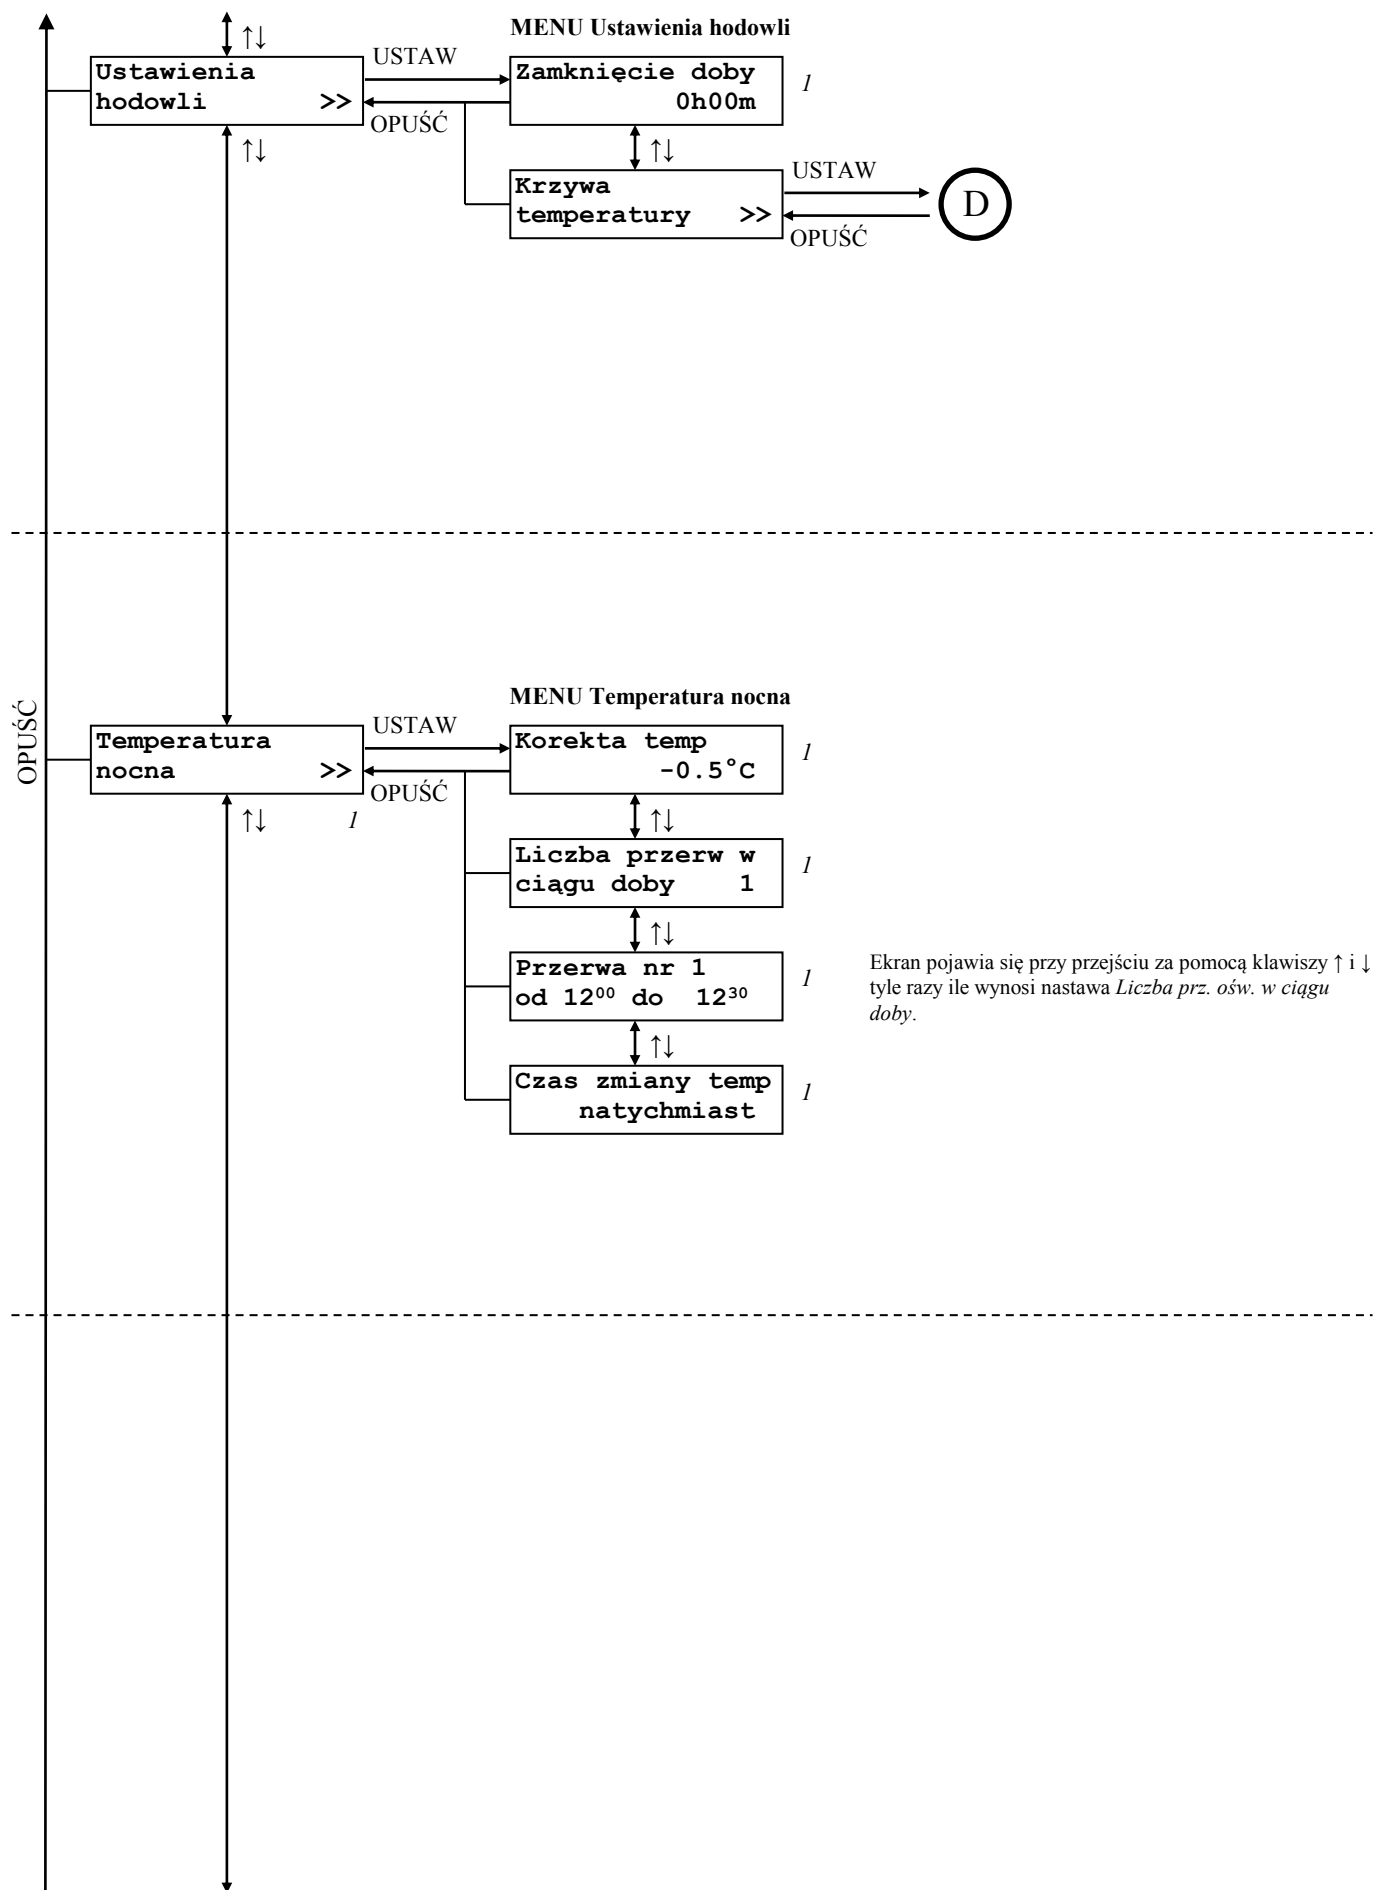 MENU Ustawienia hodowli
↑↓
Ustawienia
hodowli >>
USTAW
OPUŚĆ
Zamknięcie doby
0h00m
1
↑↓
↑↓
Krzywa
temperatury >>
USTAW
OPUŚĆ
D
OPUŚĆ
MENU Temperatura nocna
Temperatura
nocna >>
USTAW
OPUŚĆ
Korekta temp
-0.5°C
1
↑↓
1
↑↓
Liczba przerw w
ciągu doby 1
1
↑↓
Przerwa nr 1
od 12⁰⁰ do 12³⁰
1
Ekran pojawia się przy przejściu za pomocą klawiszy ↑ i ↓
tyle razy ile wynosi nastawa Liczba prz. ośw. w ciągu
doby.
↑↓
Czas zmiany temp
natychmiast
1